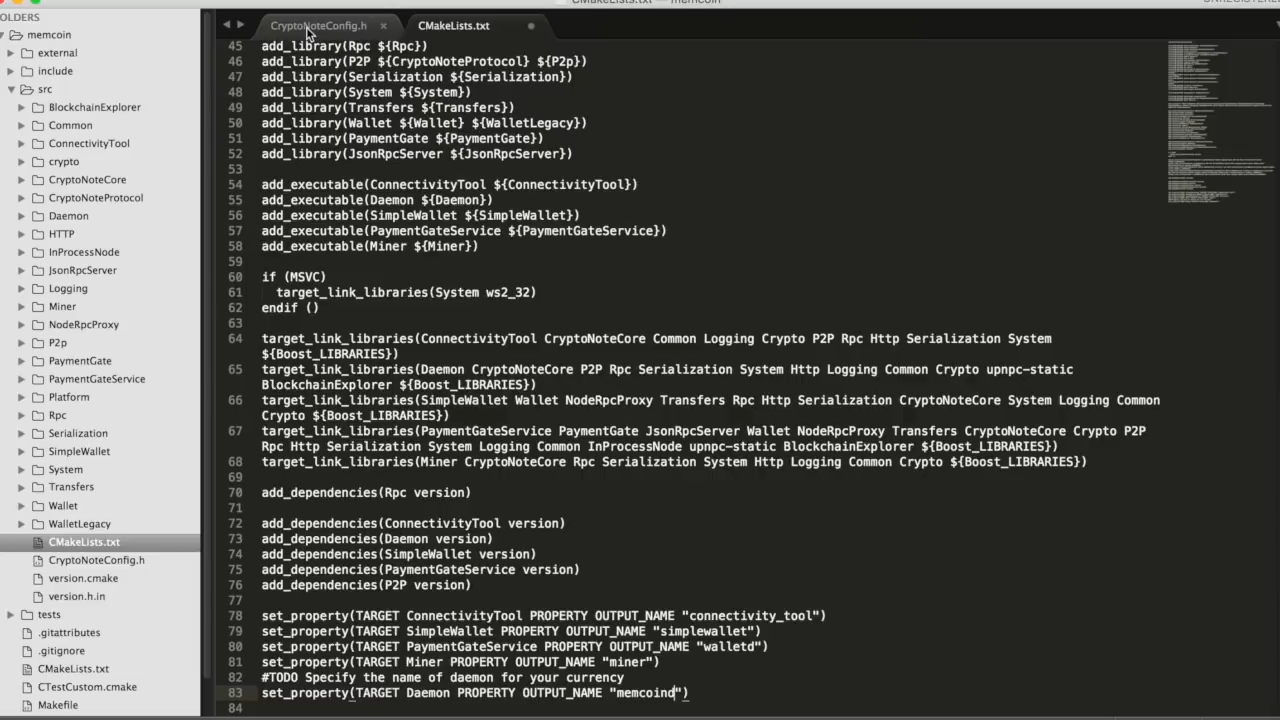 CMakeLists.txt — memcoin
OLDERS
memcoin
external
include
src
BlockchainExplorer
Common
ConnectivityTool
crypto
CryptoNoteCore
CryptoNoteProtocol
Daemon
HTTP
InProcessNode
JsonRpcServer
Logging
Miner
NodeRpcProxy
P2p
PaymentGate
PaymentGateService
Platform
Rpc
Serialization
SimpleWallet
System
Transfers
Wallet
WalletLegacy
CMakeLists.txt
CryptoNoteConfig.h
version.cmake
version.h.in
tests
.gitattributes
.gitignore
CMakeLists.txt
CTestCustom.cmake
Makefile
CryptoNoteConfig.h
CMakeLists.txt
45 add_library(Rpc ${Rpc})
46 add_library(P2P ${CryptoNoteProtocol} ${P2p})
47 add_library(Serialization ${Serialization})
48 add_library(System ${System})
49 add_library(Transfers ${Transfers})
50 add_library(Wallet ${Wallet} ${WalletLegacy})
51 add_library(PaymentGate ${PaymentGate})
52 add_library(JsonRpcServer ${JsonRpcServer})
53
54 add_executable(ConnectivityTool ${ConnectivityTool})
55 add_executable(Daemon ${Daemon})
56 add_executable(SimpleWallet ${SimpleWallet})
57 add_executable(PaymentGateService ${PaymentGateService})
58 add_executable(Miner ${Miner})
59
60 if (MSVC)
61 target_link_libraries(System ws2_32)
62 endif ()
63
64 target_link_libraries(ConnectivityTool CryptoNoteCore Common Logging Crypto P2P Rpc Http Serialization System
${Boost_LIBRARIES})
65 target_link_libraries(Daemon CryptoNoteCore P2P Rpc Serialization System Http Logging Common Crypto upnpc-static
BlockchainExplorer ${Boost_LIBRARIES})
66 target_link_libraries(SimpleWallet Wallet NodeRpcProxy Transfers Rpc Http Serialization CryptoNoteCore System Logging Common
Crypto ${Boost_LIBRARIES})
67 target_link_libraries(PaymentGateService PaymentGate JsonRpcServer Wallet NodeRpcProxy Transfers CryptoNoteCore Crypto P2P
Rpc Http Serialization System Logging Common InProcessNode upnpc-static BlockchainExplorer ${Boost_LIBRARIES})
68 target_link_libraries(Miner CryptoNoteCore Rpc Serialization System Http Logging Common Crypto ${Boost_LIBRARIES})
69
70 add_dependencies(Rpc version)
71
72 add_dependencies(ConnectivityTool version)
73 add_dependencies(Daemon version)
74 add_dependencies(SimpleWallet version)
75 add_dependencies(PaymentGateService version)
76 add_dependencies(P2P version)
77
78 set_property(TARGET ConnectivityTool PROPERTY OUTPUT_NAME "connectivity_tool")
79 set_property(TARGET SimpleWallet PROPERTY OUTPUT_NAME "simplewallet")
80 set_property(TARGET PaymentGateService PROPERTY OUTPUT_NAME "walletd")
81 set_property(TARGET Miner PROPERTY OUTPUT_NAME "miner")
82 #TODO Specify the name of daemon for your currency
83 set_property(TARGET Daemon PROPERTY OUTPUT_NAME "memcoind")
84